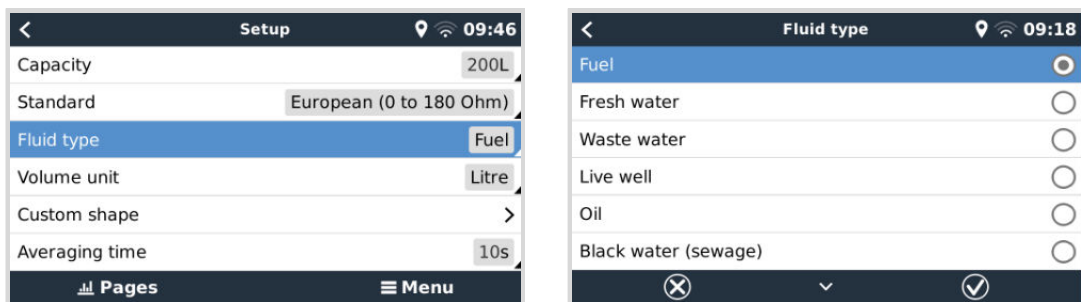 Setup 09:46
Capacity 200L
Standard European (0 to 180 Ohm)
Fluid type Fuel
Volume unit Litre
Custom shape
Averaging time 10s
Pages Menu
Fluid type 09:18
Fuel
Fresh water
Waste water
Live well
Oil
Black water (sewage)